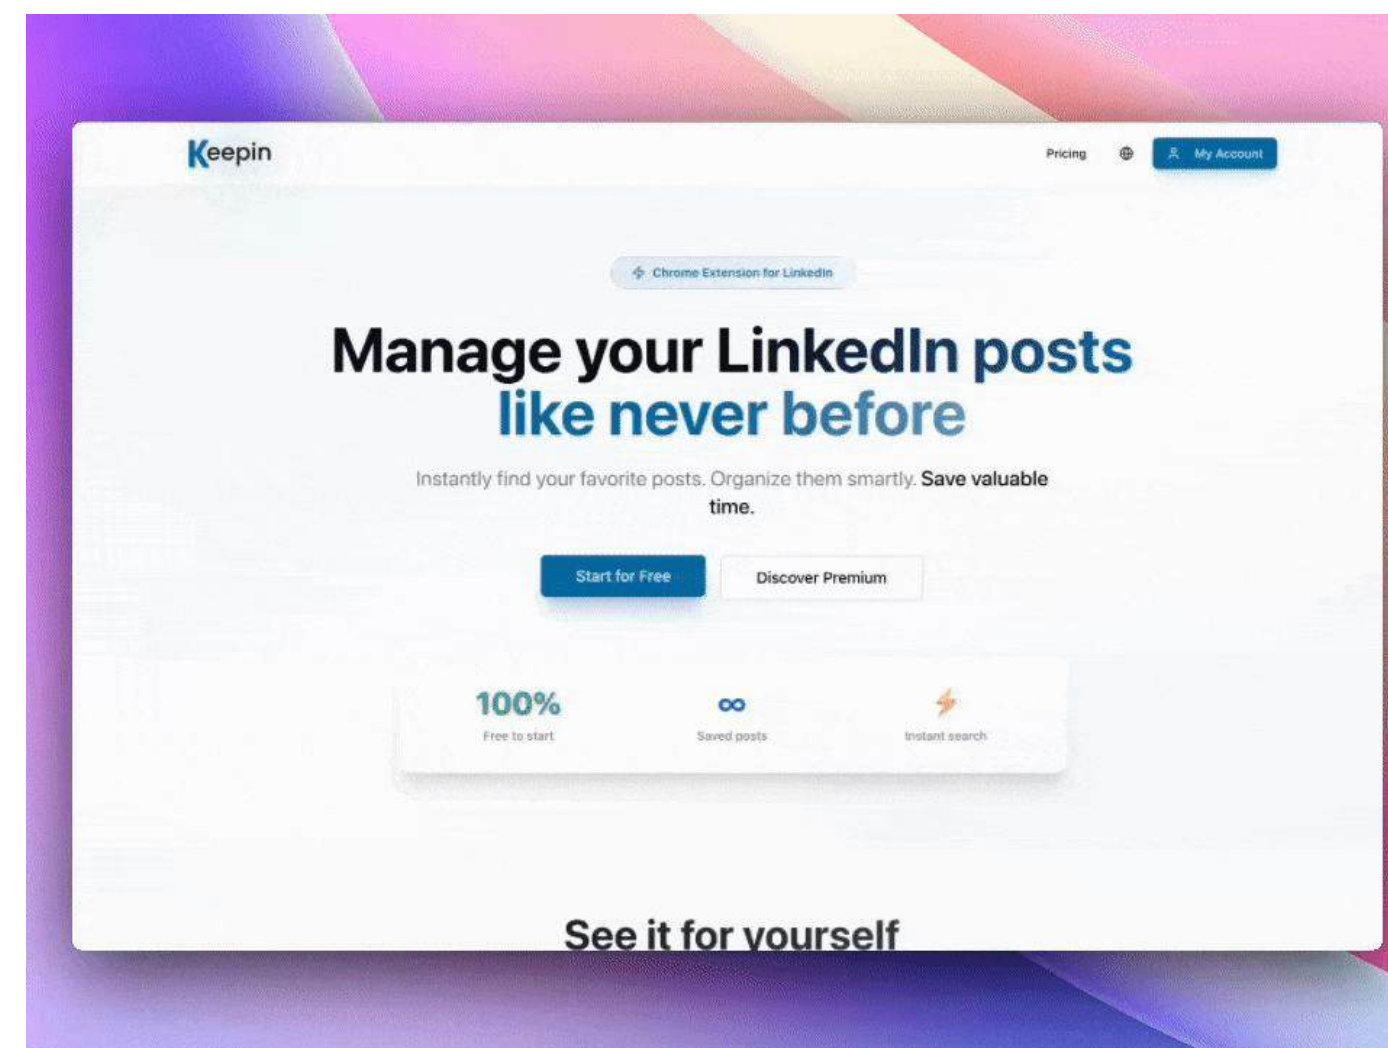 Keepin
Pricing
My Account
Chrome Extension for LinkedIn
Manage your LinkedIn posts
like never before
Instantly find your favorite posts. Organize them smartly. Save valuable
time.
Start for Free
Discover Premium
100%
∞
Free to start
Saved posts
Instant search
See it for yourself